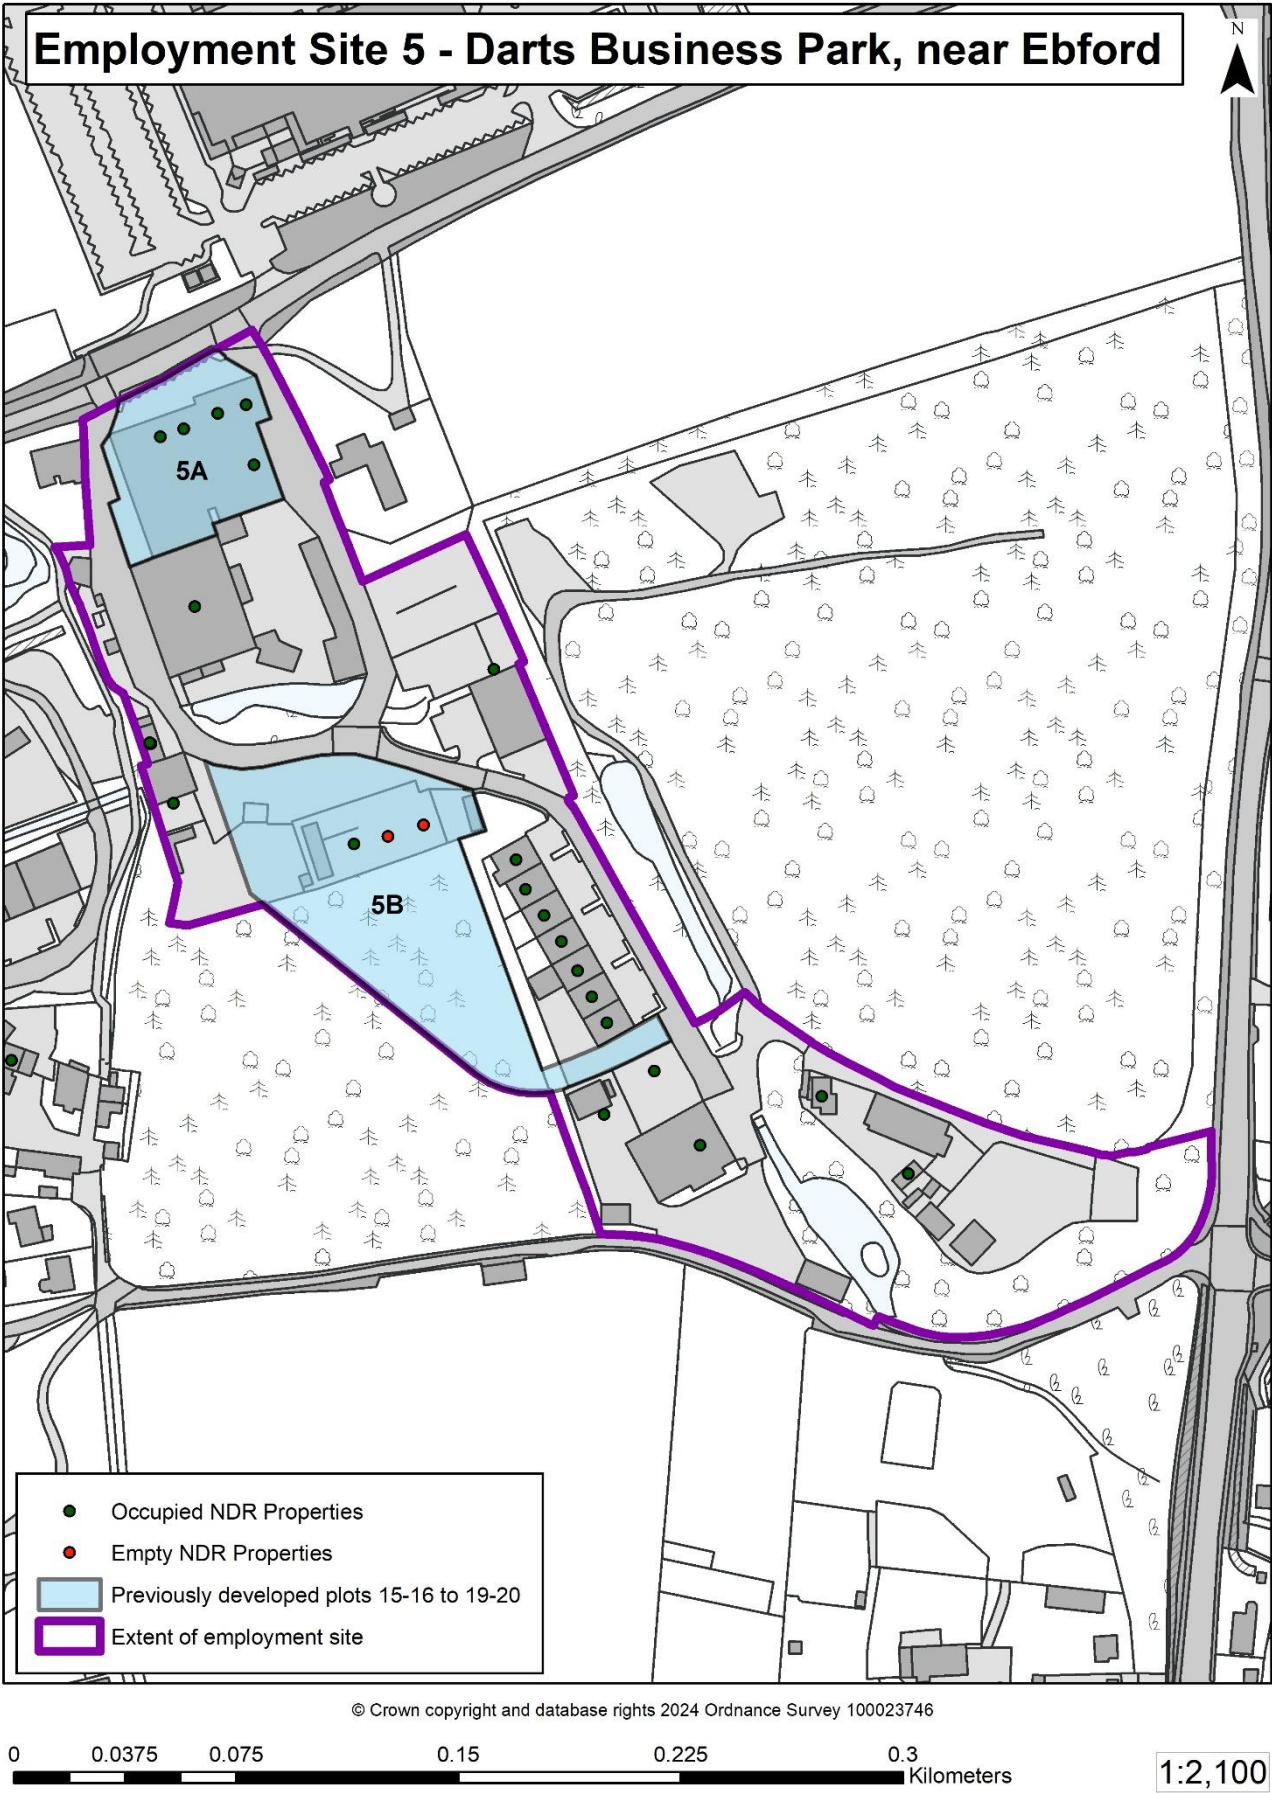 Employment Site 5 - Darts Business Park, near Ebford
N
5A
5B
Occupied NDR Properties
Empty NDR Properties
Previously developed plots 15-16 to 19-20
Extent of employment site
© Crown copyright and database rights 2024 Ordnance Survey 100023746
0 0.0375 0.075 0.15 0.225 0.3
Kilometers
1:2,100